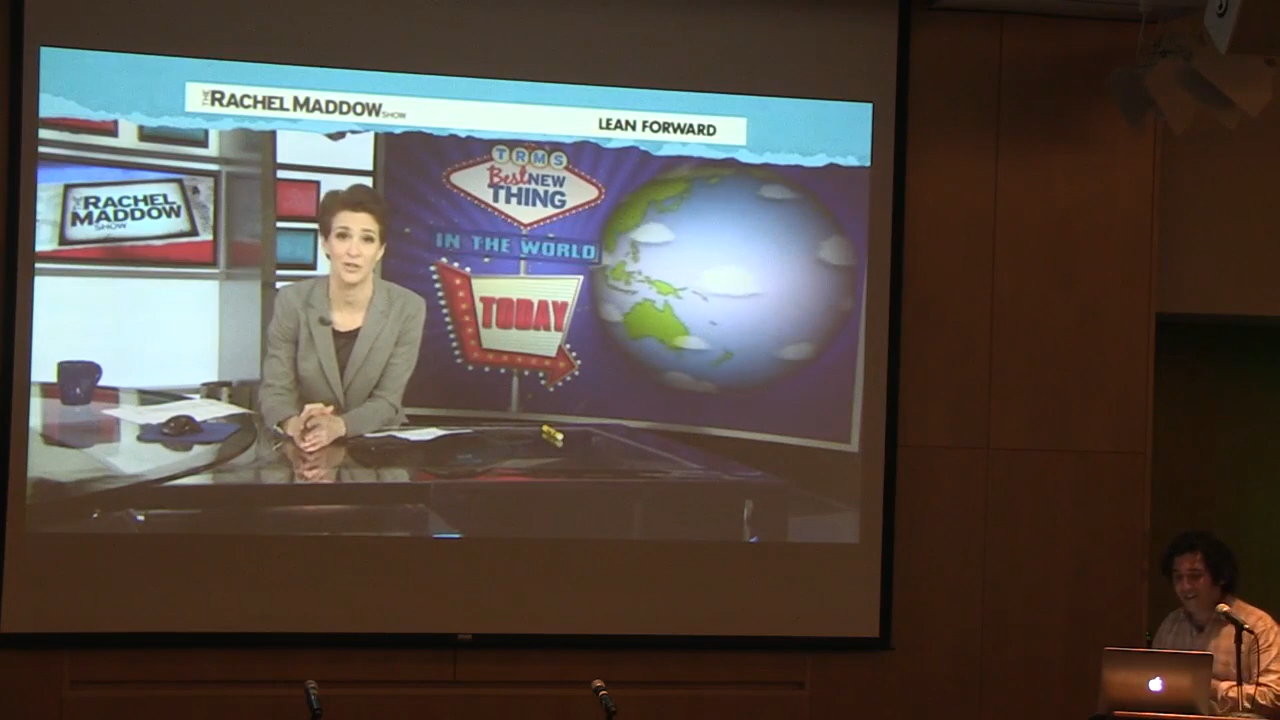 THE RACHEL MADDOW SHOW
LEAN FORWARD
TRMS
Best NEW
THING
IN THE WORLD
TODAY
THE
RACHEL
MADDOW
SHOW